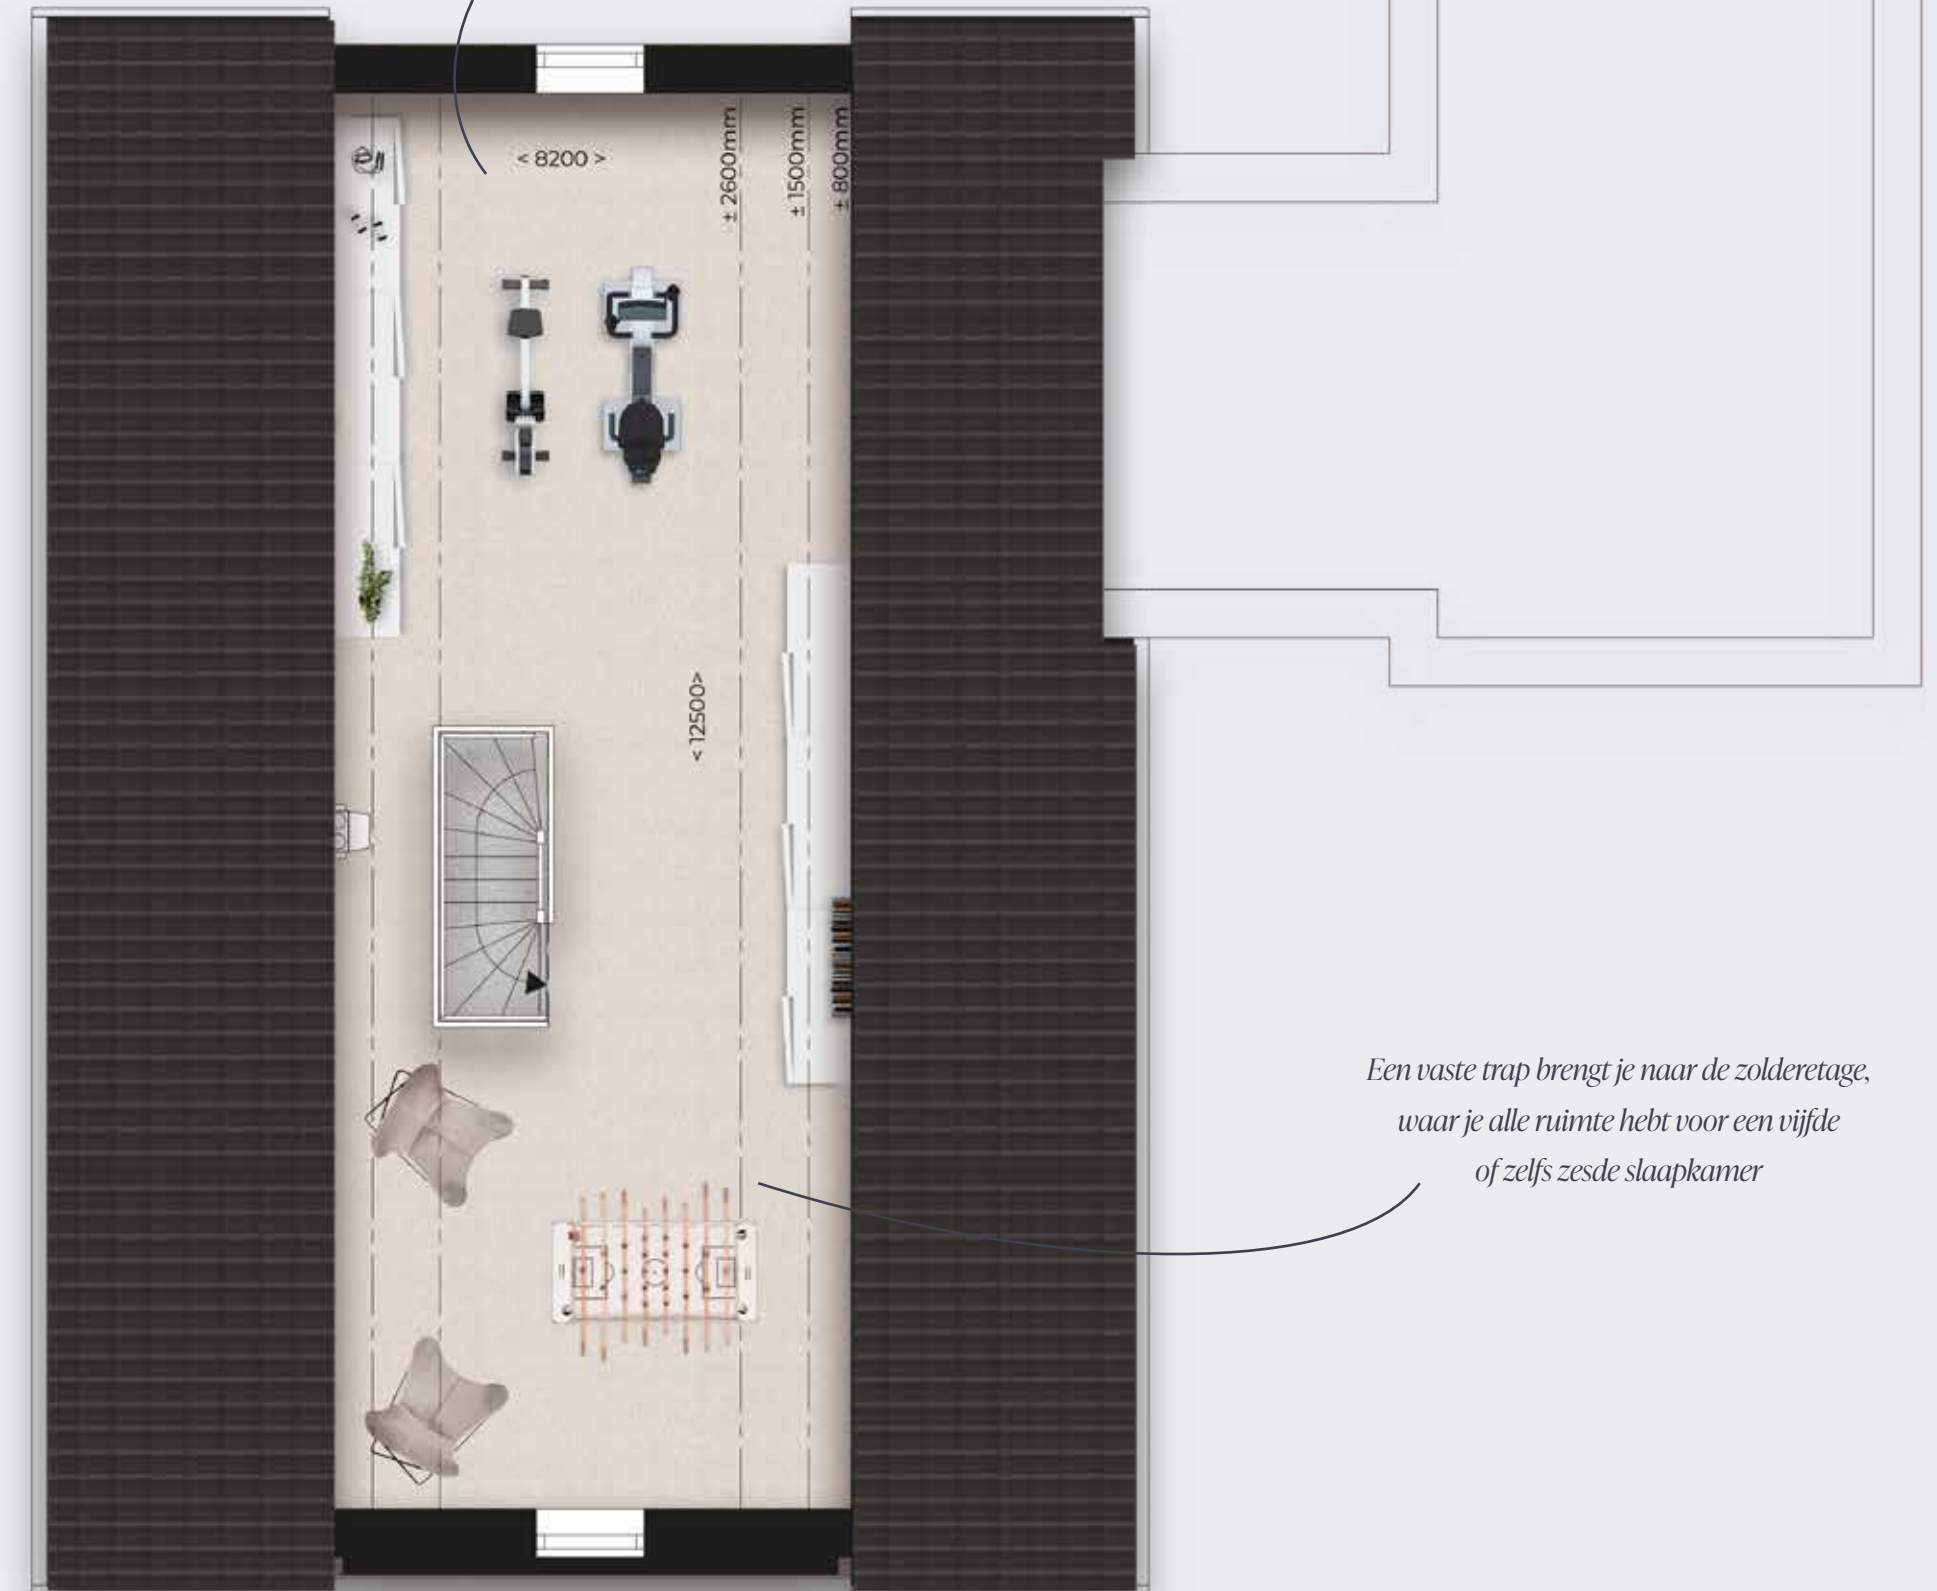 < 8200 >
± 2600mm
± 1500mm
± 800mm
< 12500>
Een vaste trap brengt je naar de zolderetage,
waar je alle ruimte hebt voor een vijfde
of zelfs zesde slaapkamer